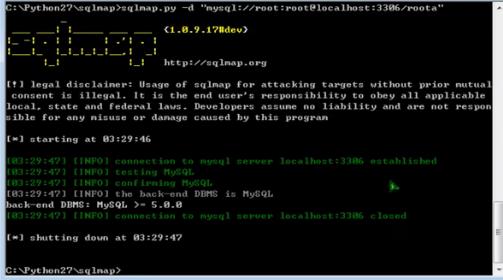 C:\Python27\sqlmap>sqlmap.py -d "mysql://root:root@localhost:3306/roota"
sqlmap {1.0.9.17#dev}
http://sqlmap.org
[!] legal disclaimer: Usage of sqlmap for attacking targets without prior mutual
consent is illegal. It is the end user's responsibility to obey all applicable
local, state and federal laws. Developers assume no liability and are not respon
sible for any misuse or damage caused by this program
[*] starting at 03:29:46
[03:29:47] [INFO] connection to mysql server localhost:3306 established
[03:29:47] [INFO] testing MySQL
[03:29:47] [INFO] confirming MySQL
[03:29:47] [INFO] the back-end DBMS is MySQL
back-end DBMS: MySQL >= 5.0.0
[03:29:47] [INFO] connection to mysql server localhost:3306 closed
[*] shutting down at 03:29:47
C:\Python27\sqlmap>